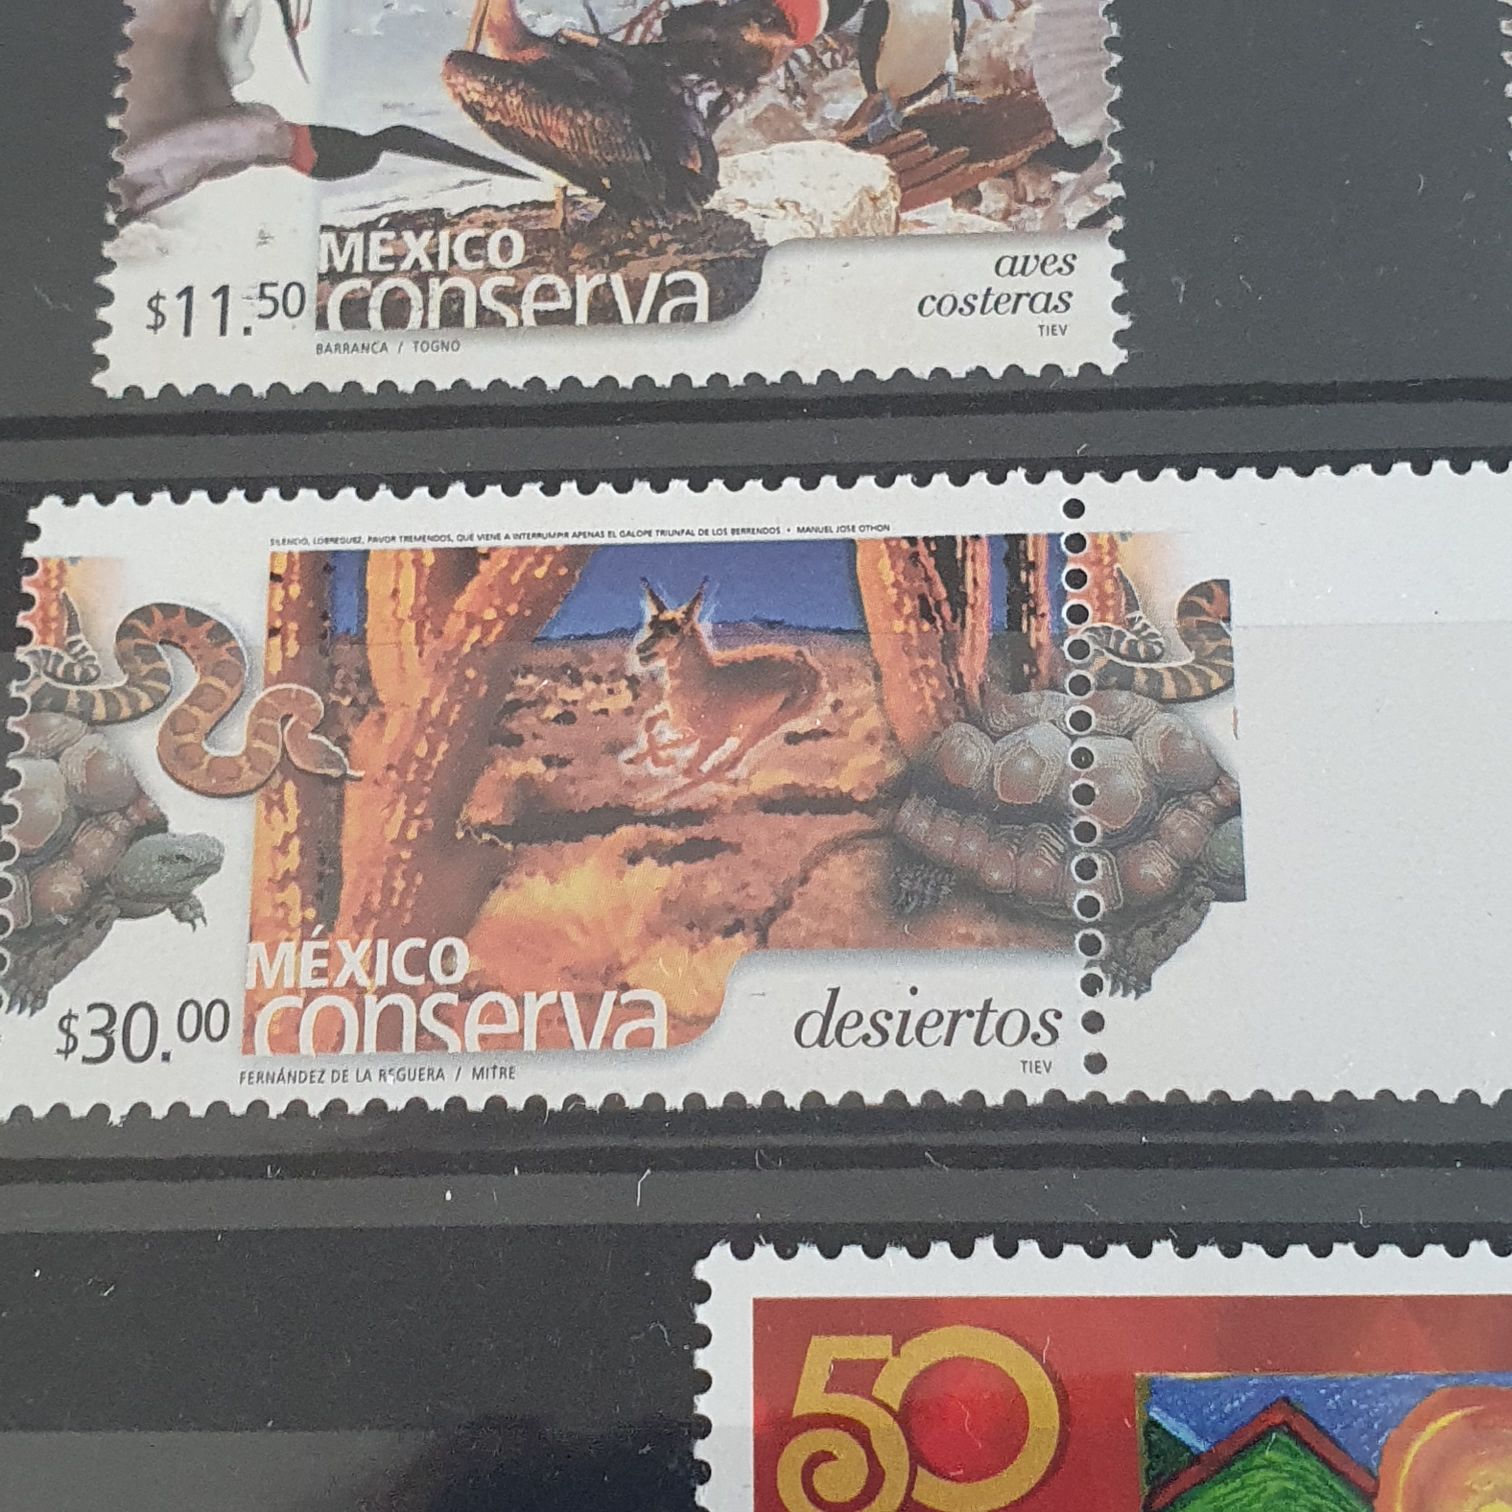 MÉXICO
conserva
$11.50
aves
costeras
TIEV
BARRANCA / TOGNO
SILENCIO, LOBREGUEZ, PAVOR TREMENDOS, QUE VIENE A INTERRUMPIR APENAS EL GALOPE TRIUNFAL DE LOS BERRENDOS • MANUEL JOSE OTHON
MÉXICO
conserva
$30.00
desiertos
TIEV
FERNÁNDEZ DE LA REGUERA / MITRE
50